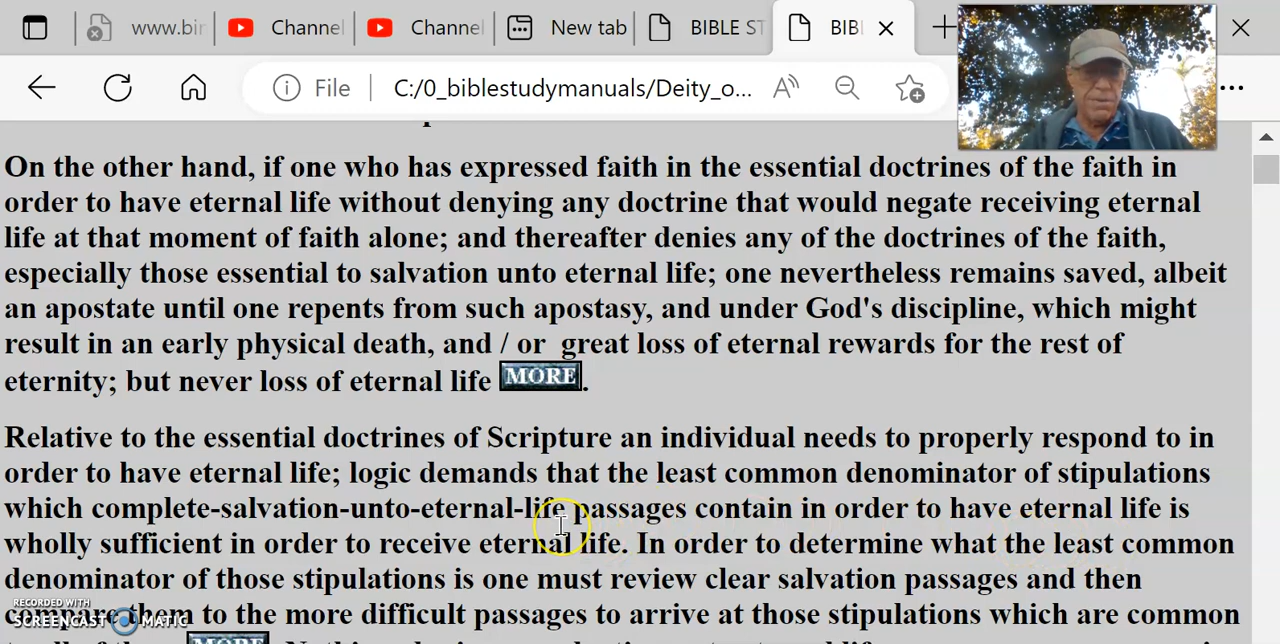 www.bin
Channel
Channel
New tab
BIBLE ST
BIB
File
C:/0_biblestudymanuals/Deity_o...
On the other hand, if one who has expressed faith in the essential doctrines of the faith in
order to have eternal life without denying any doctrine that would negate receiving eternal
life at that moment of faith alone; and thereafter denies any of the doctrines of the faith,
especially those essential to salvation unto eternal life; one nevertheless remains saved, albeit
an apostate until one repents from such apostasy, and under God's discipline, which might
result in an early physical death, and / or great loss of eternal rewards for the rest of
eternity; but never loss of eternal life MORE.
Relative to the essential doctrines of Scripture an individual needs to properly respond to in
order to have eternal life; logic demands that the least common denominator of stipulations
which complete-salvation-unto-eternal-life passages contain in order to have eternal life is
wholly sufficient in order to receive eternal life. In order to determine what the least common
denominator of those stipulations is one must review clear salvation passages and then
compare them to the more difficult passages to arrive at those stipulations which are common
RECORDED WITH
SCREENCAST MATIC
MORE